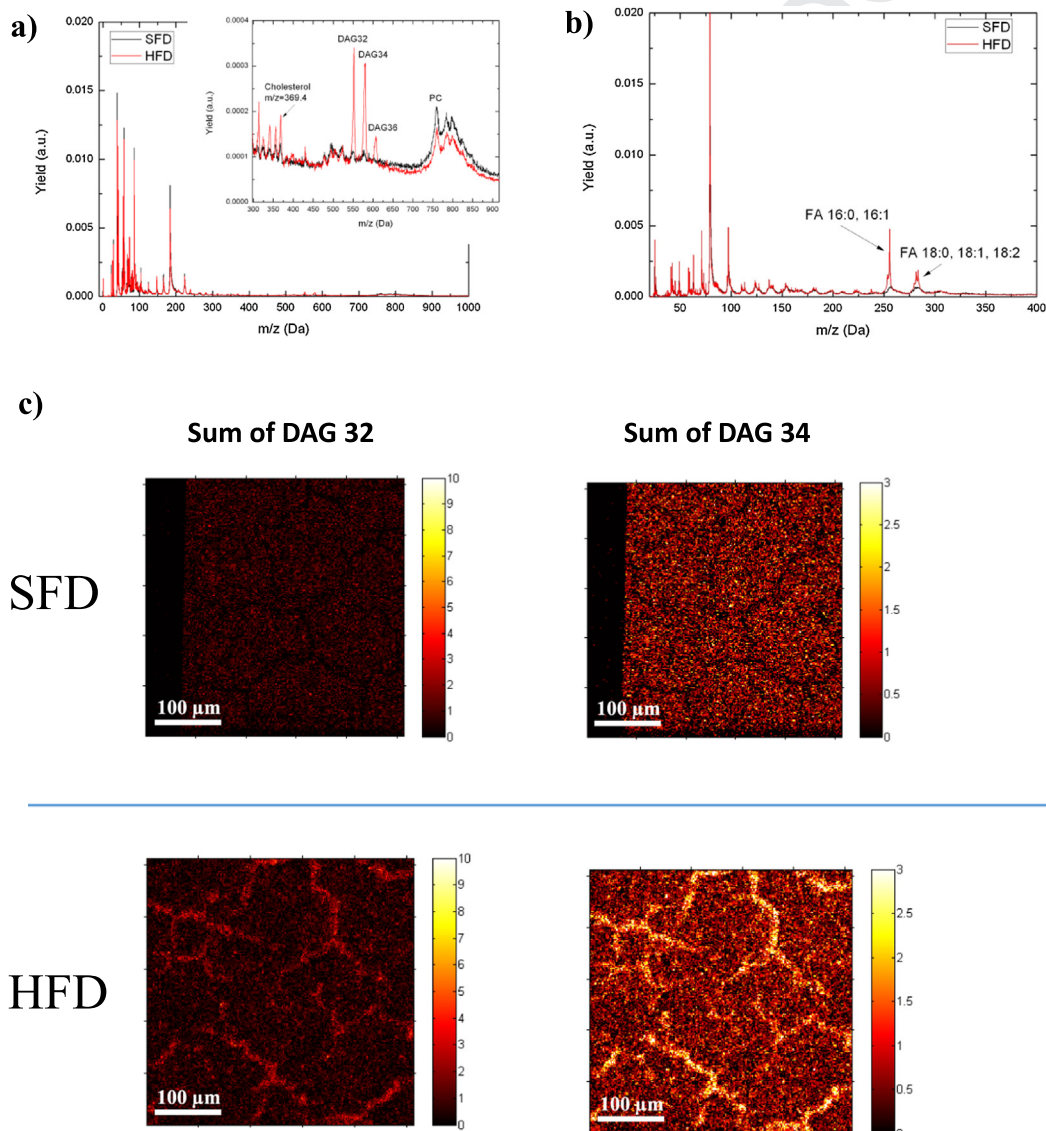 a)
0.020
0.015
0.010
0.005
0.000
Yield (a.u.)
SFD
HFD
0 100 200 300 400 500 600 700 800 900 1000
m/z (Da)
0.0004
0.0003
0.0002
0.0001
0.0000
Yield (a.u.)
DAG32
DAG34
Cholesterol
m/z=369.4
DAG36
PC
300 350 400 450 500 550 600 650 700 750 800 850 900
m/z (Da)
b)
0.020
0.015
0.010
0.005
0.000
Yield (a.u.)
SFD
HFD
FA 16:0, 16:1
FA 18:0, 18:1, 18:2
50 100 150 200 250 300 350 400
m/z (Da)
c)
Sum of DAG 32
Sum of DAG 34
SFD
100 µm
10
9
8
7
6
5
4
3
2
1
0
100 µm
3
2.5
2
1.5
1
0.5
0
HFD
100 µm
10
9
8
7
6
5
4
3
2
1
0
100 µm
3
2.5
2
1.5
1
0.5